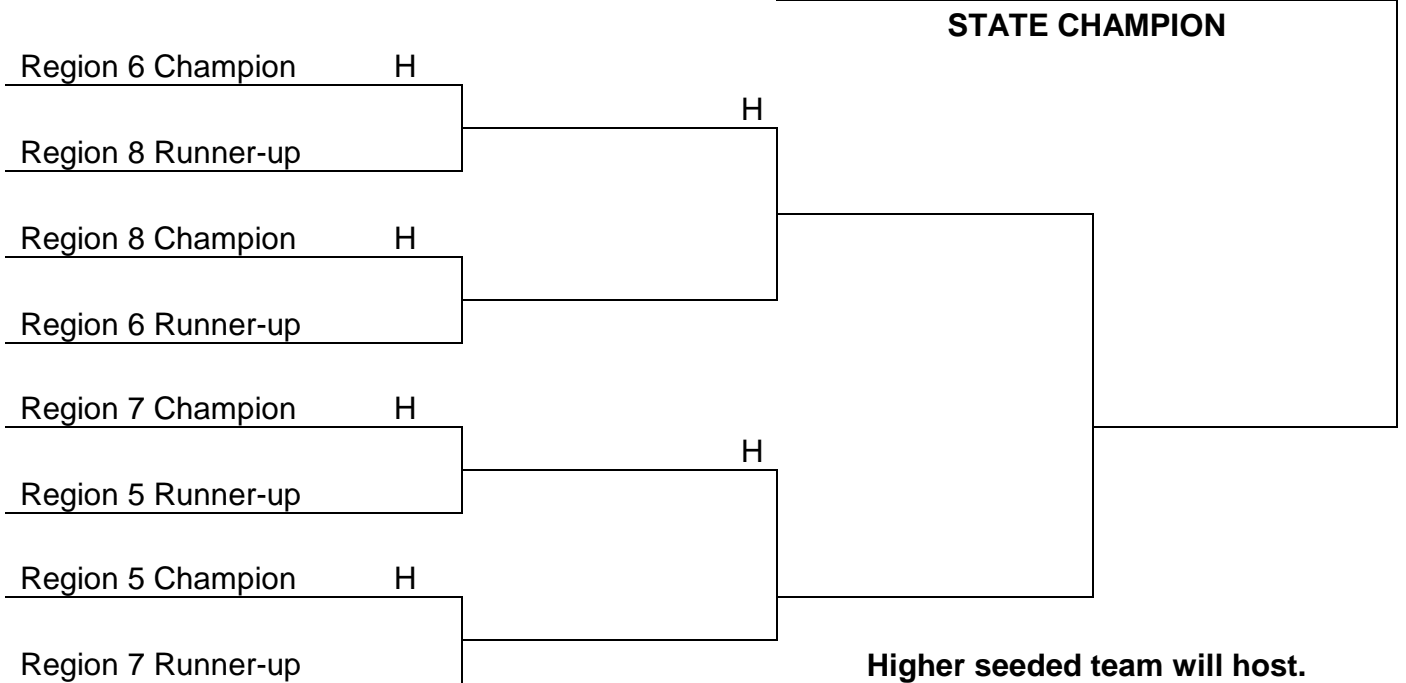 STATE CHAMPION
Region 6 Champion H
H
Region 8 Runner-up
Region 8 Champion H
Region 6 Runner-up
Region 7 Champion H
H
Region 5 Runner-up
Region 5 Champion H
Region 7 Runner-up
Higher seeded team will host.